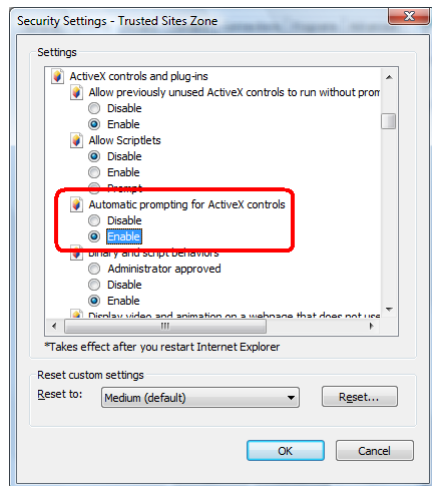 Security Settings - Trusted Sites Zone
Settings
ActiveX controls and plug-ins
Allow previously unused ActiveX controls to run without prom
Disable
Enable
Allow Scriptlets
Disable
Enable
Prompt
Automatic prompting for ActiveX controls
Disable
Enable
Binary and script behaviors
Administrator approved
Disable
Enable
Display video and animation on a webpage that does not use
*Takes effect after you restart Internet Explorer
Reset custom settings
Reset to: Medium (default) Reset...
OK Cancel